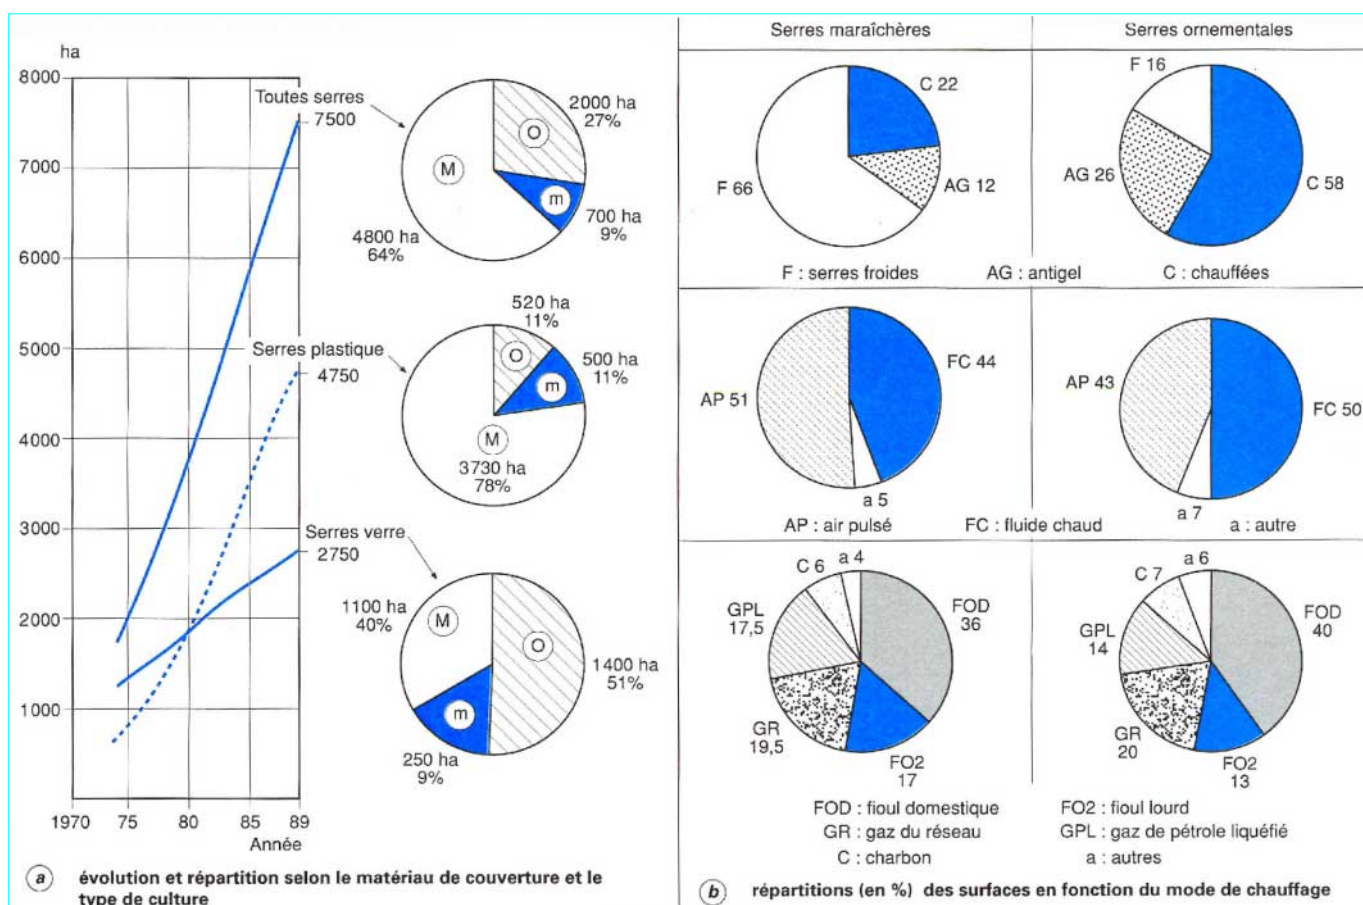 ha
8000
7000
6000
5000
4000
3000
2000
1000
1970
75
80
85
89
Année
Toutes serres
7500
2000 ha
27%
O
M
m
700 ha
9%
4800 ha
64%
Serres plastique
4750
520 ha
11%
O
500 ha
11%
m
M
3730 ha
78%
Serres verre
2750
1100 ha
40%
M
O
1400 ha
51%
m
250 ha
9%
a évolution et répartition selon le matériau de couverture et le
type de culture
Serres maraîchères
Serres ornementales
C 22
F 66
AG 12
F 16
AG 26
C 58
F : serres froides
AG : antigel
C : chauffées
AP 51
FC 44
a 5
AP 43
FC 50
a 7
AP : air pulsé
FC : fluide chaud
a : autre
C 6
a 4
GPL
17,5
FOD
36
GR
19,5
FO2
17
C 7
a 6
GPL
14
FOD
40
GR
20
FO2
13
FOD : fioul domestique
FO2 : fioul lourd
GR : gaz du réseau
GPL : gaz de pétrole liquéfié
C : charbon
a : autres
b répartitions (en %) des surfaces en fonction du mode de chauffage